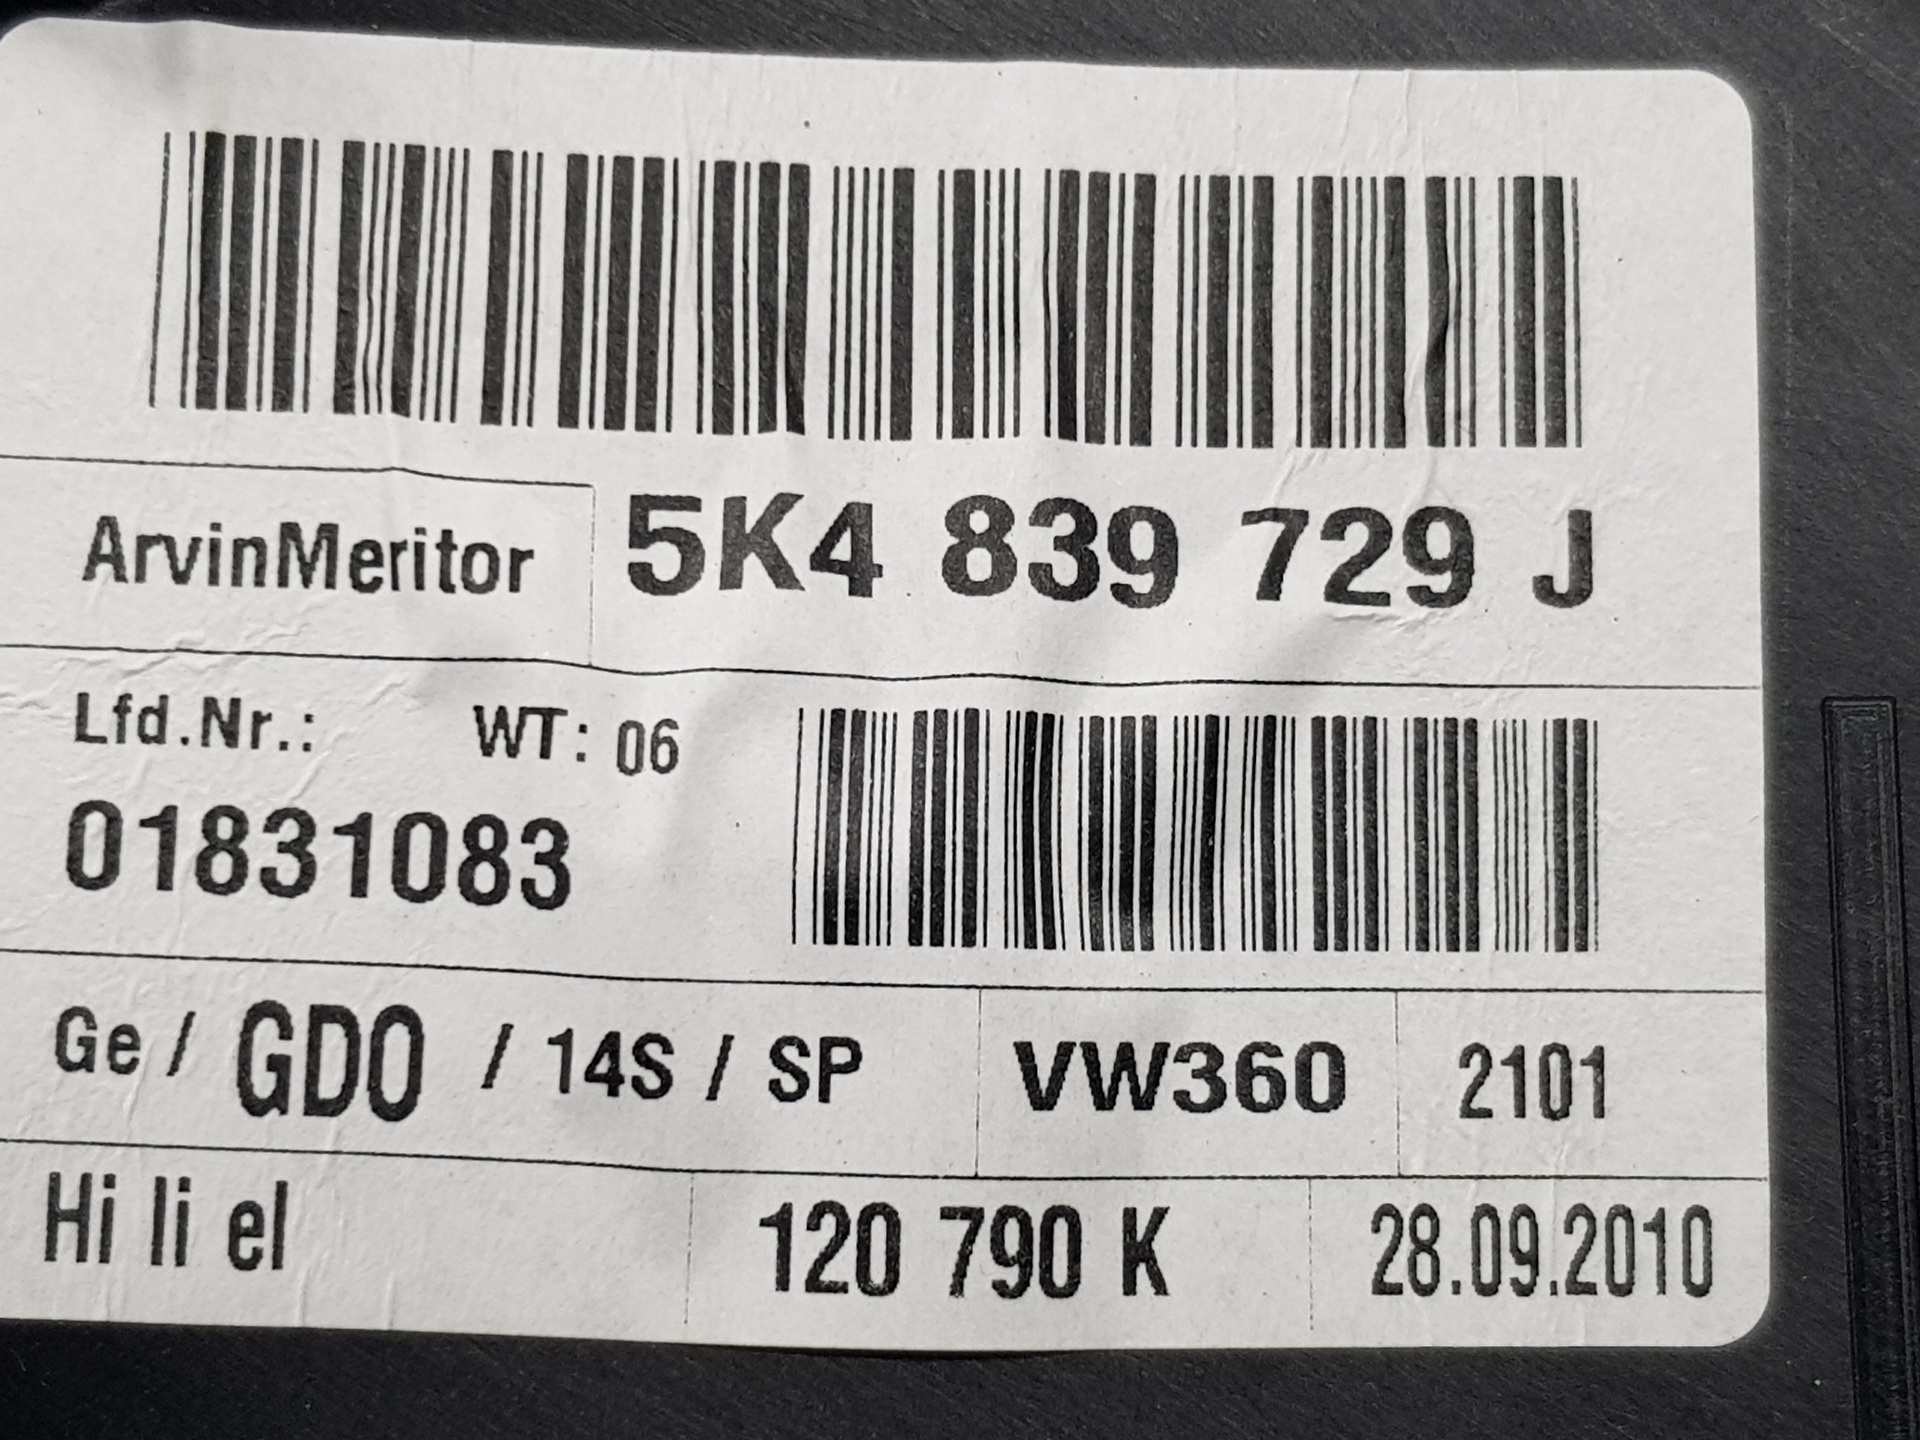 ArvinMeritor 5K4 839 729 J
Lfd.Nr.: WT: 06
01831083
Ge / GDO / 14S / SP VW360 2101
Hi li el 120 790 K 28.09.2010